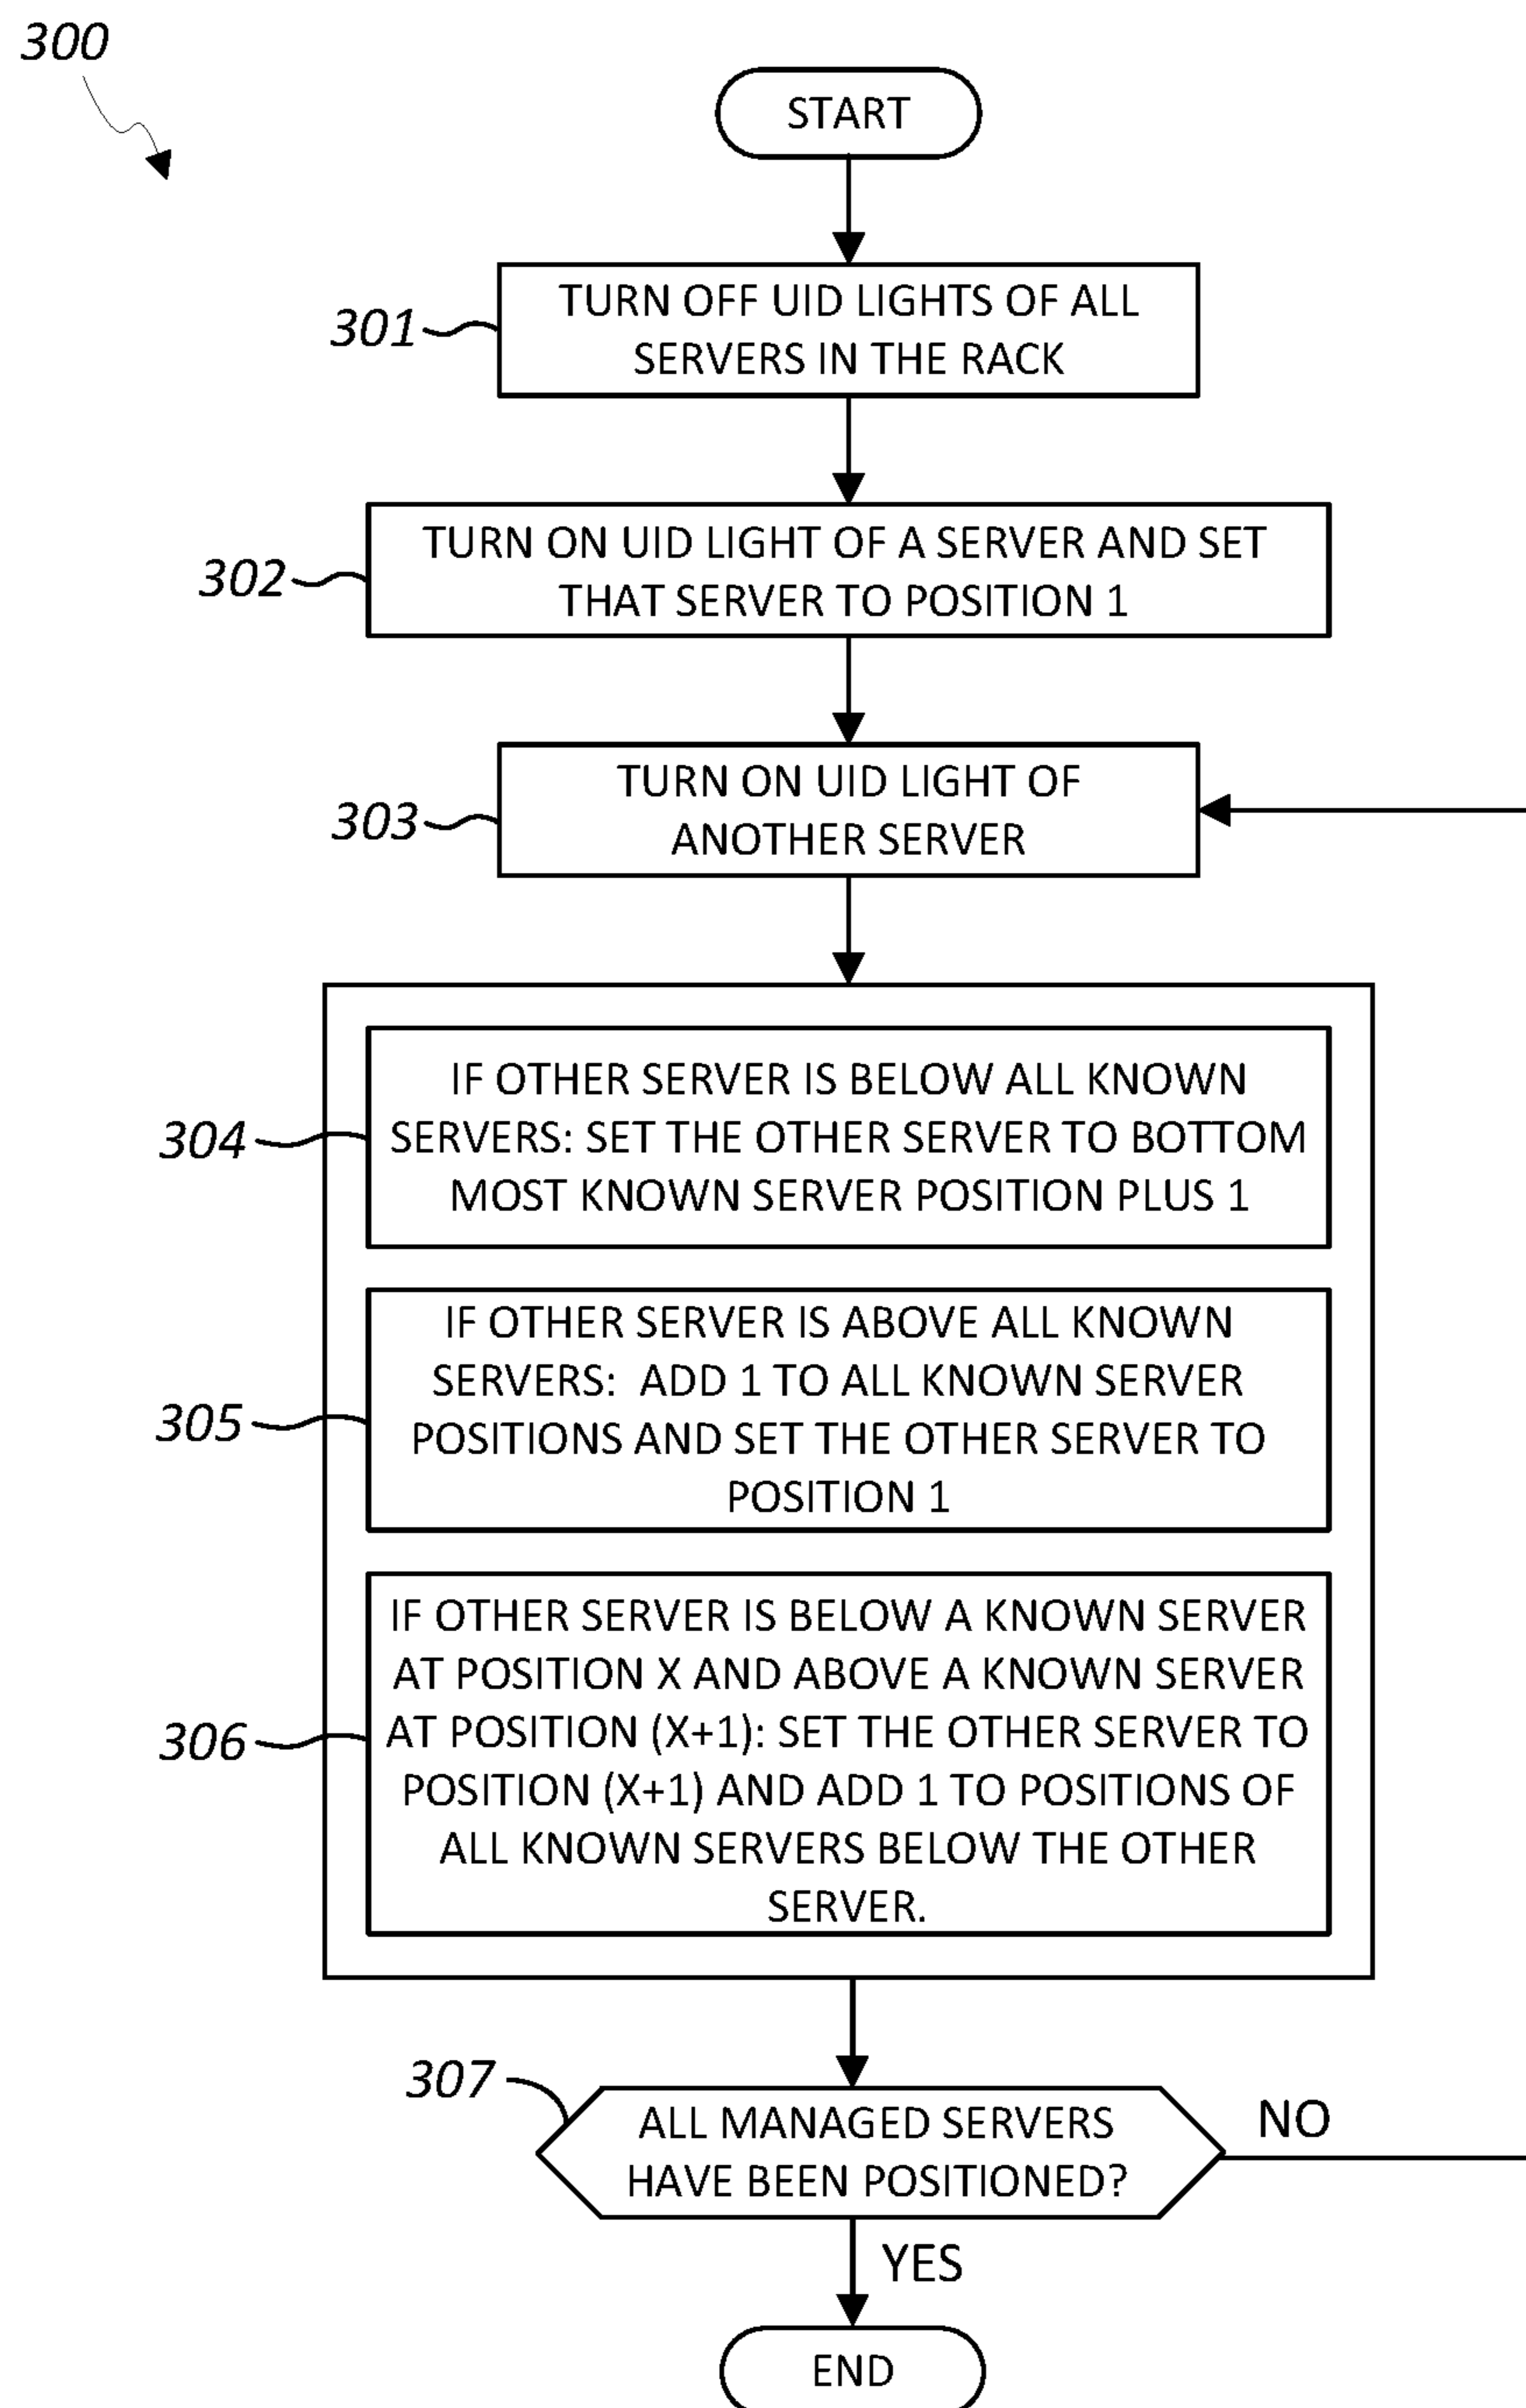 300
START
301
TURN OFF UID LIGHTS OF ALL
SERVERS IN THE RACK
302
TURN ON UID LIGHT OF A SERVER AND SET
THAT SERVER TO POSITION 1
303
TURN ON UID LIGHT OF
ANOTHER SERVER
304
IF OTHER SERVER IS BELOW ALL KNOWN
SERVERS: SET THE OTHER SERVER TO BOTTOM
MOST KNOWN SERVER POSITION PLUS 1
305
IF OTHER SERVER IS ABOVE ALL KNOWN
SERVERS:  ADD 1 TO ALL KNOWN SERVER
POSITIONS AND SET THE OTHER SERVER TO
POSITION 1
306
IF OTHER SERVER IS BELOW A KNOWN SERVER
AT POSITION X AND ABOVE A KNOWN SERVER
AT POSITION (X+1): SET THE OTHER SERVER TO
POSITION (X+1) AND ADD 1 TO POSITIONS OF
ALL KNOWN SERVERS BELOW THE OTHER
SERVER.
307
ALL MANAGED SERVERS
HAVE BEEN POSITIONED?
NO
YES
END